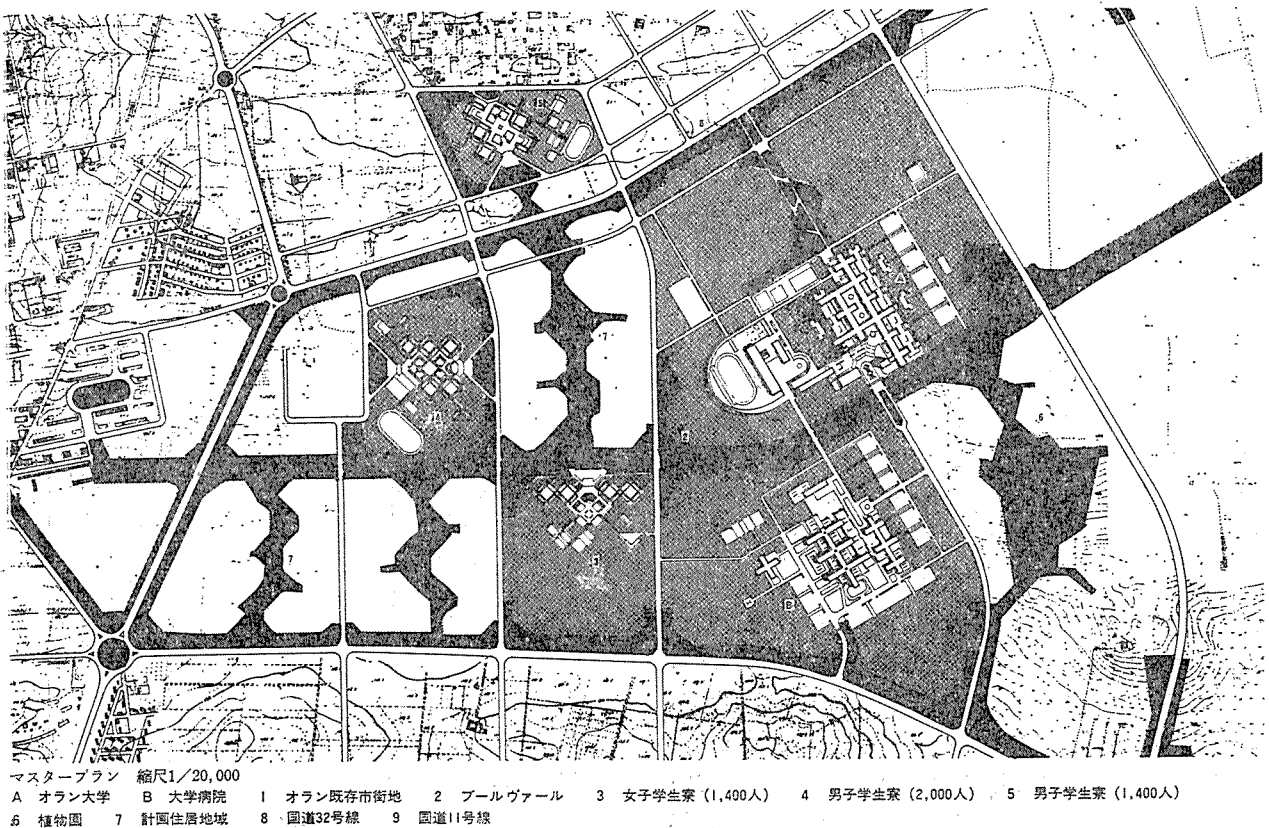 マスタープラン 縮尺1/20,000
A オラン大学 B 大学病院 1 オラン既存市街地 2 ブールヴァール 3 女子学生寮 (1,400人) 4 男子学生寮 (2,000人) 5 男子学生寮 (1,400人)
6 植物園 7 計画住居地域 8 国道32号線 9 国道11号線